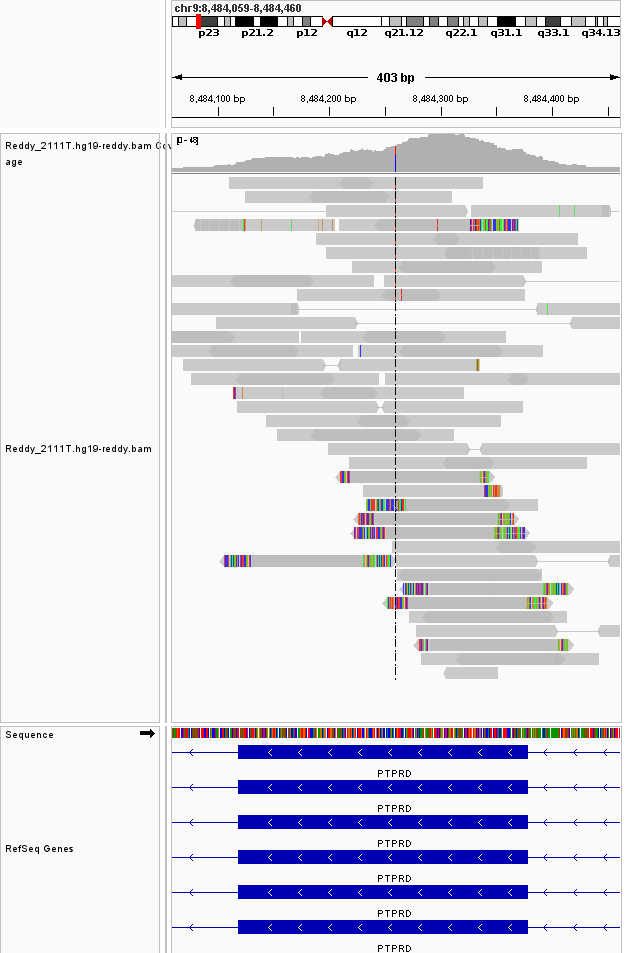 chr9:8,484,059-8,484,460
p23 p21.2 p12 q12 q21.12 q22.1 q31.1 q33.1 q34.13
403 bp
8,484,100 bp 8,484,200 bp 8,484,300 bp 8,484,400 bp
Reddy_2111T.hg19-reddy.bam Cov
age
Reddy_2111T.hg19-reddy.bam
Sequence
PTPRD
PTPRD
PTPRD
RefSeq Genes
PTPRD
PTPRD
PTPRD